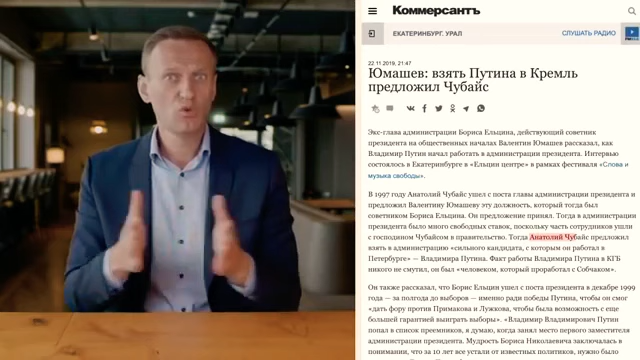 Коммерсантъ
ЕКАТЕРИНБУРГ. УРАЛ
СЛУШАТЬ РАДИО
22.11.2019, 21:47
Юмашев: взять Путина в Кремль
предложил Чубайс
Экс-глава администрации Бориса Ельцина, действующий советник
президента на общественных началах Валентин Юмашев рассказал, как
Владимир Путин начал работать в администрации президента. Интервью
состоялось в Екатеринбурге в «Ельцин центре» в рамках фестиваля «Слова и
музыка свободы».
В 1997 году Анатолий Чубайс ушел с поста главы администрации президента и
предложил Валентину Юмашеву эту должность, который тогда был
советником Бориса Ельцина. Он предложение принял. Тогда в администрации
президента было много свободных ставок, поскольку часть сотрудников ушли
с господином Чубайсом в правительство. Тогда Анатолий Чубайс предложил
взять в администрацию «сильного кандидата, с которым он работал в
Петербурге» — Владимира Путина. Факт работы Владимира Путина в КГБ
никого не смутил, он был «человеком, который проработал с Собчаком».
Он также рассказал, что Борис Ельцин ушел с поста президента в декабре 1999
года — за полгода до выборов — именно ради победы Путина, чтобы он смог
«дать фору против Примакова и Лужкова, чтобы была возможность с еще
большей гарантией выиграть выборы». «Владимир Владимирович Путин
попал в список преемников, я думаю, когда занял место первого заместителя
администрации президента. Мудрость Бориса Николаевича заключалась в
понимании, что за 10 лет все устали от известных политиков, нужно было